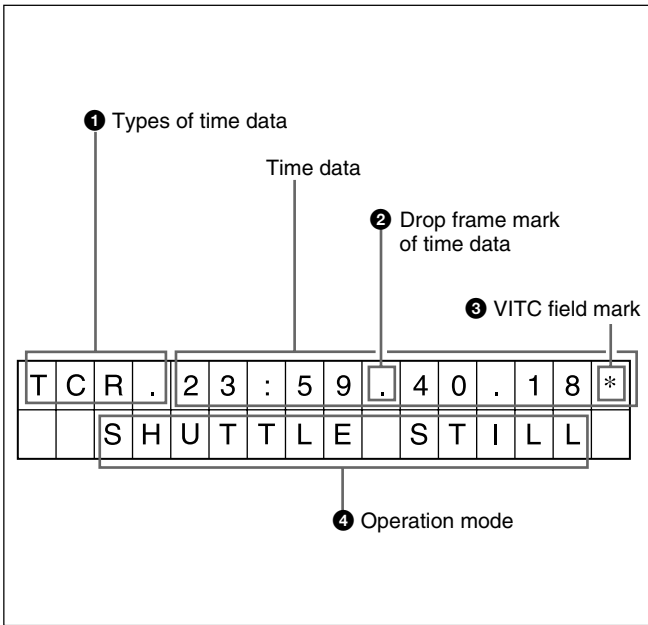 ❶ Types of time data
Time data
❷ Drop frame mark
of time data
❸ VITC field mark
TCR.23:59.40.18*
SHUTTLE STILL
❹ Operation mode